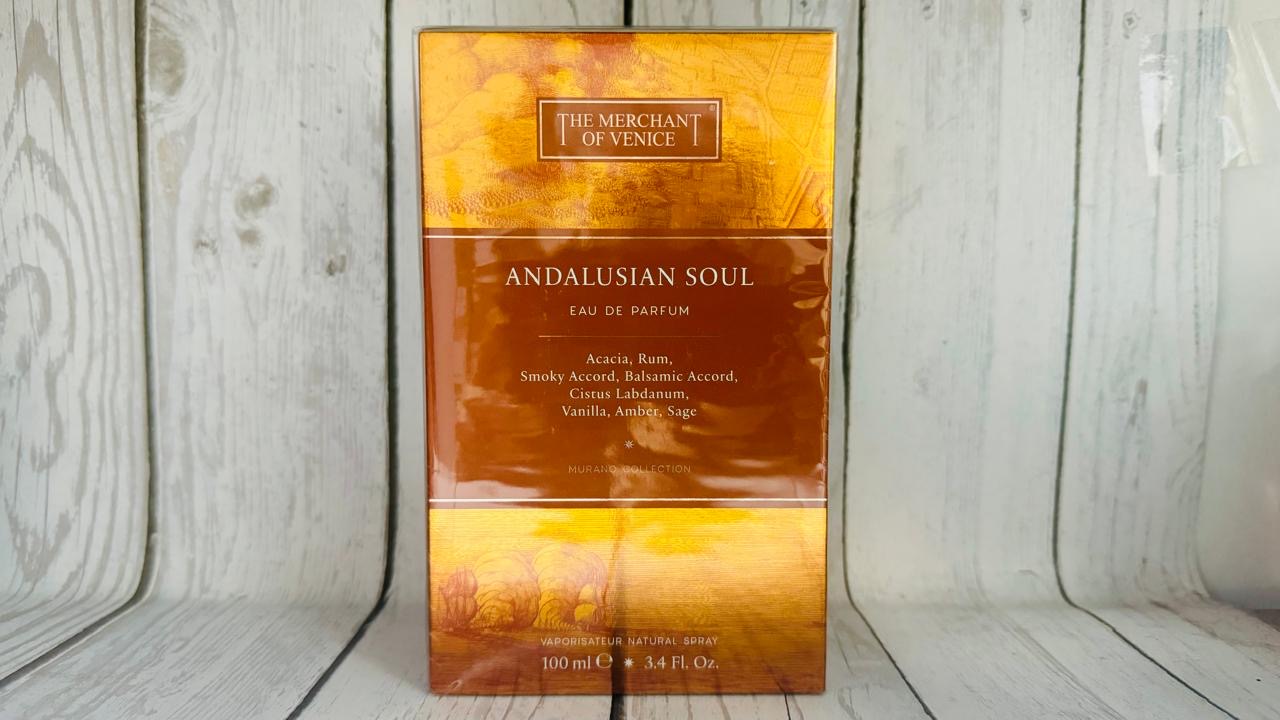 THE MERCHANT®
OF VENICE
ANDALUSIAN SOUL
EAU DE PARFUM
Acacia, Rum,
Smoky Accord, Balsamic Accord,
Cistus Labdanum,
Vanilla, Amber, Sage
MURANO COLLECTION
VAPORISATEUR NATURAL SPRAY
100 ml ℮ ✷ 3.4 Fl. Oz.